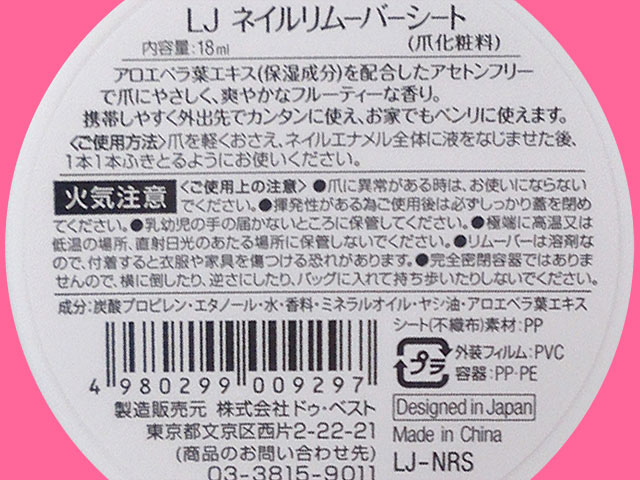 LJ ネイルリムーバーシート
内容量:18ml (爪化粧料)
アロエベラ葉エキス(保湿成分)を配合したアセトンフリー
で爪にやさしく、爽やかなフルーティーな香り。
携帯しやすく外出先でカンタンに使え、お家でもベンリに使えます。
〈ご使用方法〉爪を軽くおさえ、ネイルエナメル全体に液をなじませた後、
1本1本ふきとるようにお使いください。
火気注意 〈ご使用上の注意〉●爪に異常がある時は、お使いにならない
でください。●揮発性がある為ご使用後は必ずしっかり蓋を閉め
てください。●乳幼児の手の届かないところに保管してください。●極端に高温又は
低温の場所、直射日光のあたる場所に保管しないでください。●リムーバーは溶剤な
ので、付着すると衣服や家具を傷つける恐れがあります。●完全密閉容器ではありま
せんので、横に倒したり、逆さにしたり、バッグに入れて持ち歩いたりしないでください。
成分:炭酸プロピレン・エタノール・水・香料・ミネラルオイル・ヤシ油・アロエベラ葉エキス
シート(不織布)素材:PP
プラ 外装フィルム:PVC
容器:PP・PE
4 980299 009297
製造販売元 株式会社ドゥ・ベスト
東京都文京区西片2-22-21
(商品のお問い合わせ先)
03-3815-9011
Designed in Japan
Made in China
LJ-NRS